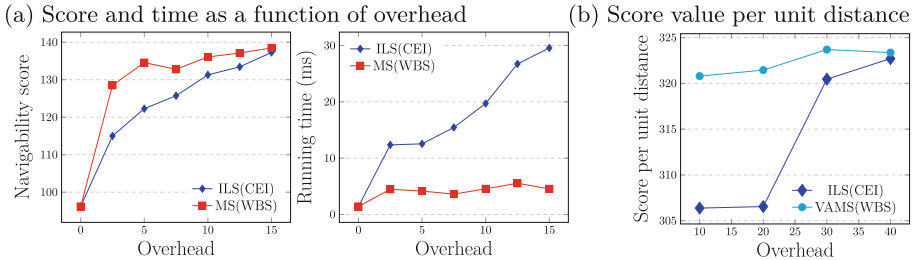 (a) Score and time as a function of overhead
(b) Score value per unit distance
Navigability score
140
130
120
110
100
0
5
10
15
Overhead
ILS(CEI)
MS(WBS)
Running time (ms)
30
20
10
0
0
5
10
15
Overhead
ILS(CEI)
MS(WBS)
Score per unit distance
325
320
315
310
305
10
15
20
25
30
35
40
Overhead
ILS(CEI)
VAMS(WBS)